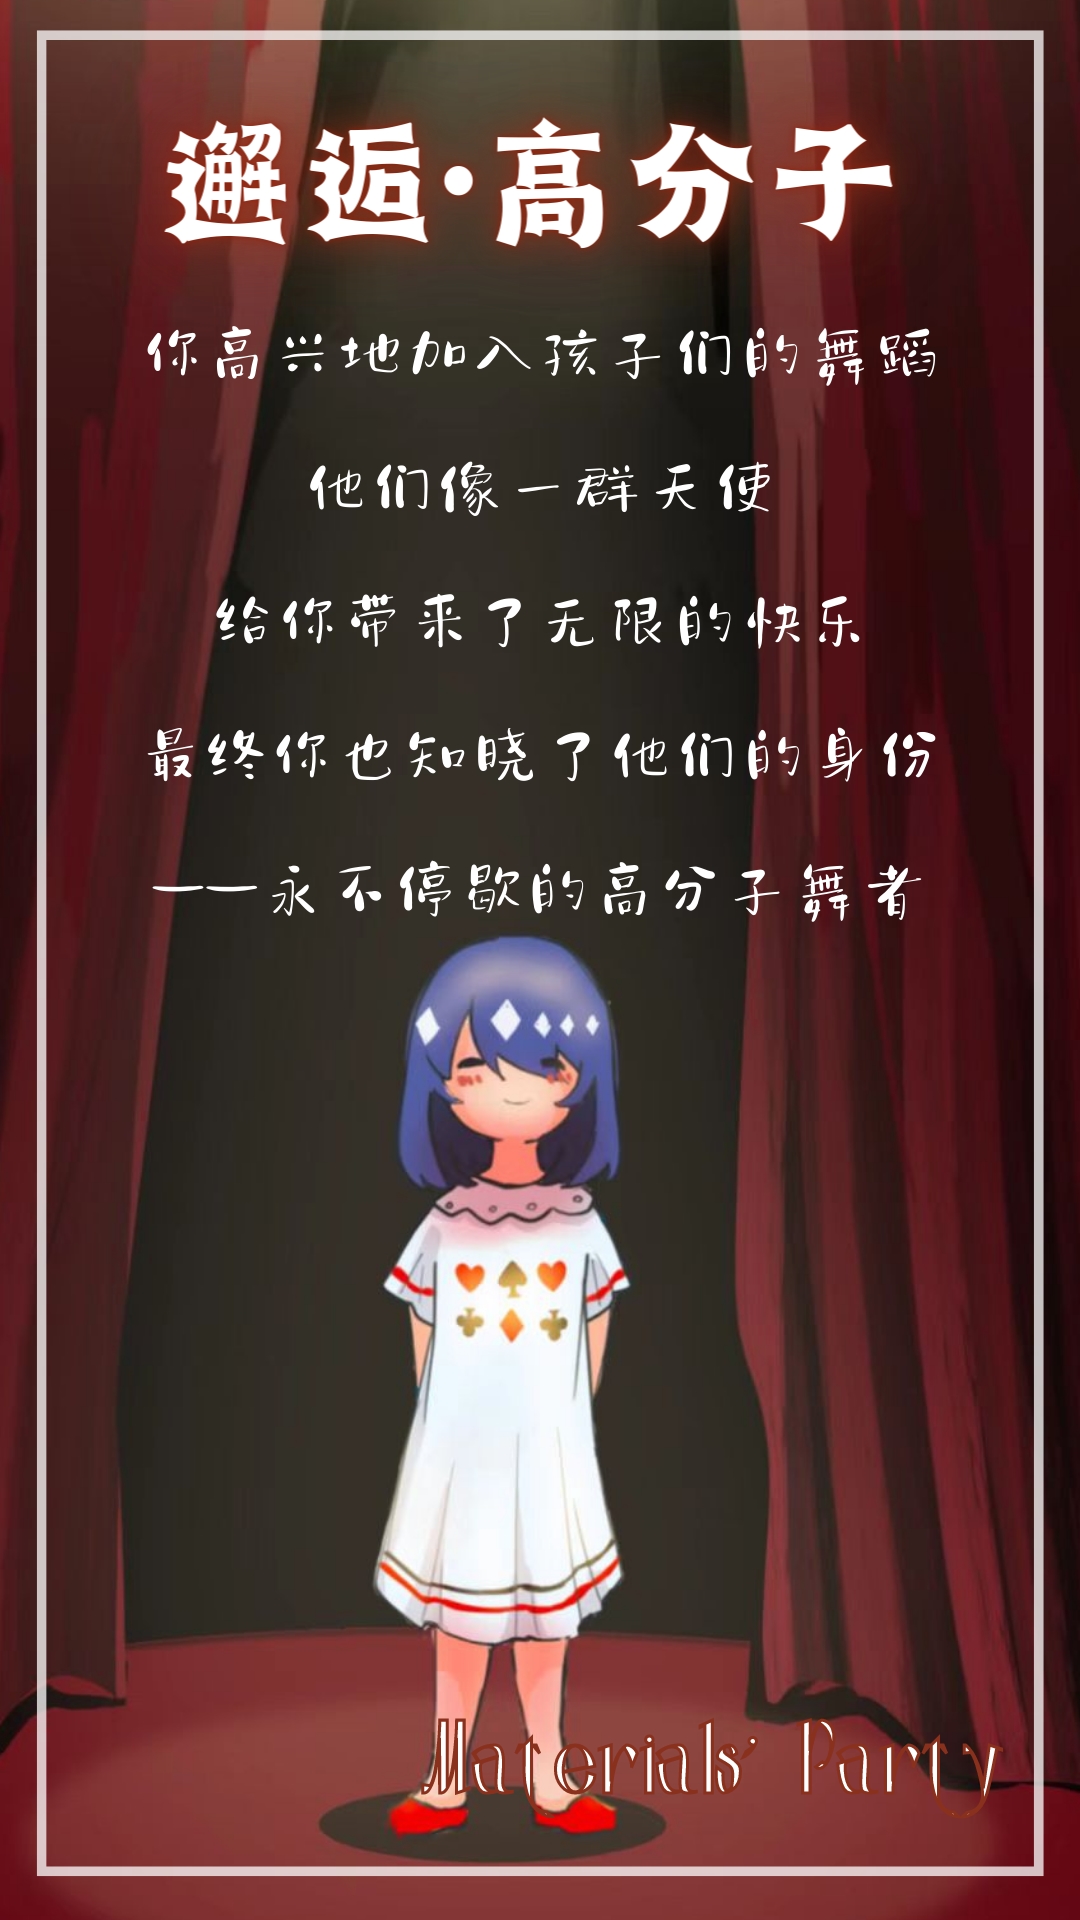 邂逅·高分子
你高兴地加入孩子们的舞蹈
他们像一群天使
给你带来了无限的快乐
最终你也知晓了他们的身份
——永不停歇的高分子舞者
Materials' Party